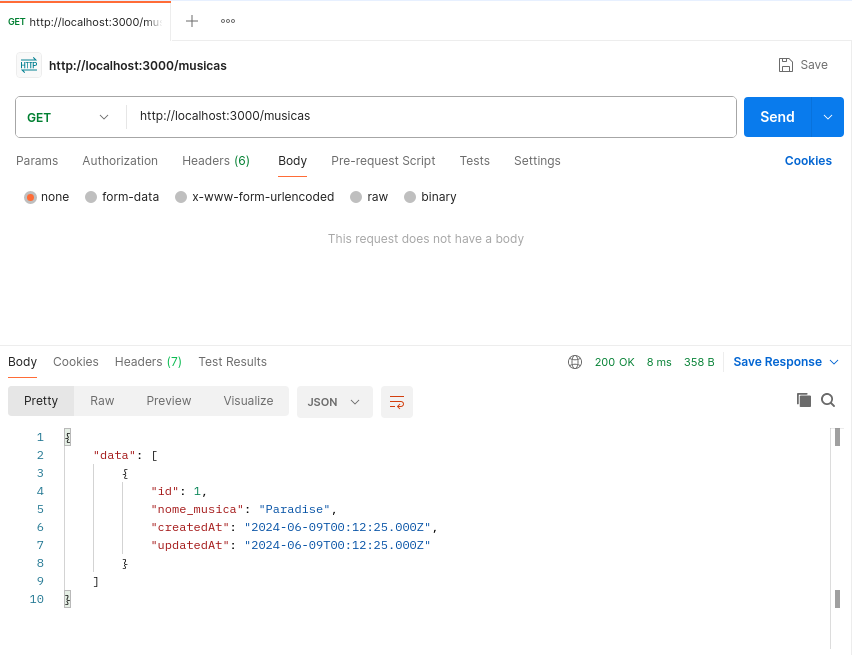 GET http://localhost:3000/mu
HTTP http://localhost:3000/musicas Save
GET http://localhost:3000/musicas Send
Params Authorization Headers (6) Body Pre-request Script Tests Settings Cookies
none form-data x-www-form-urlencoded raw binary
This request does not have a body
Body Cookies Headers (7) Test Results 200 OK 8 ms 358 B Save Response
Pretty Raw Preview Visualize JSON
1 {
2 "data": [
3 {
4 "id": 1,
5 "nome_musica": "Paradise",
6 "createdAt": "2024-06-09T00:12:25.000Z",
7 "updatedAt": "2024-06-09T00:12:25.000Z"
8 }
9 ]
10 }